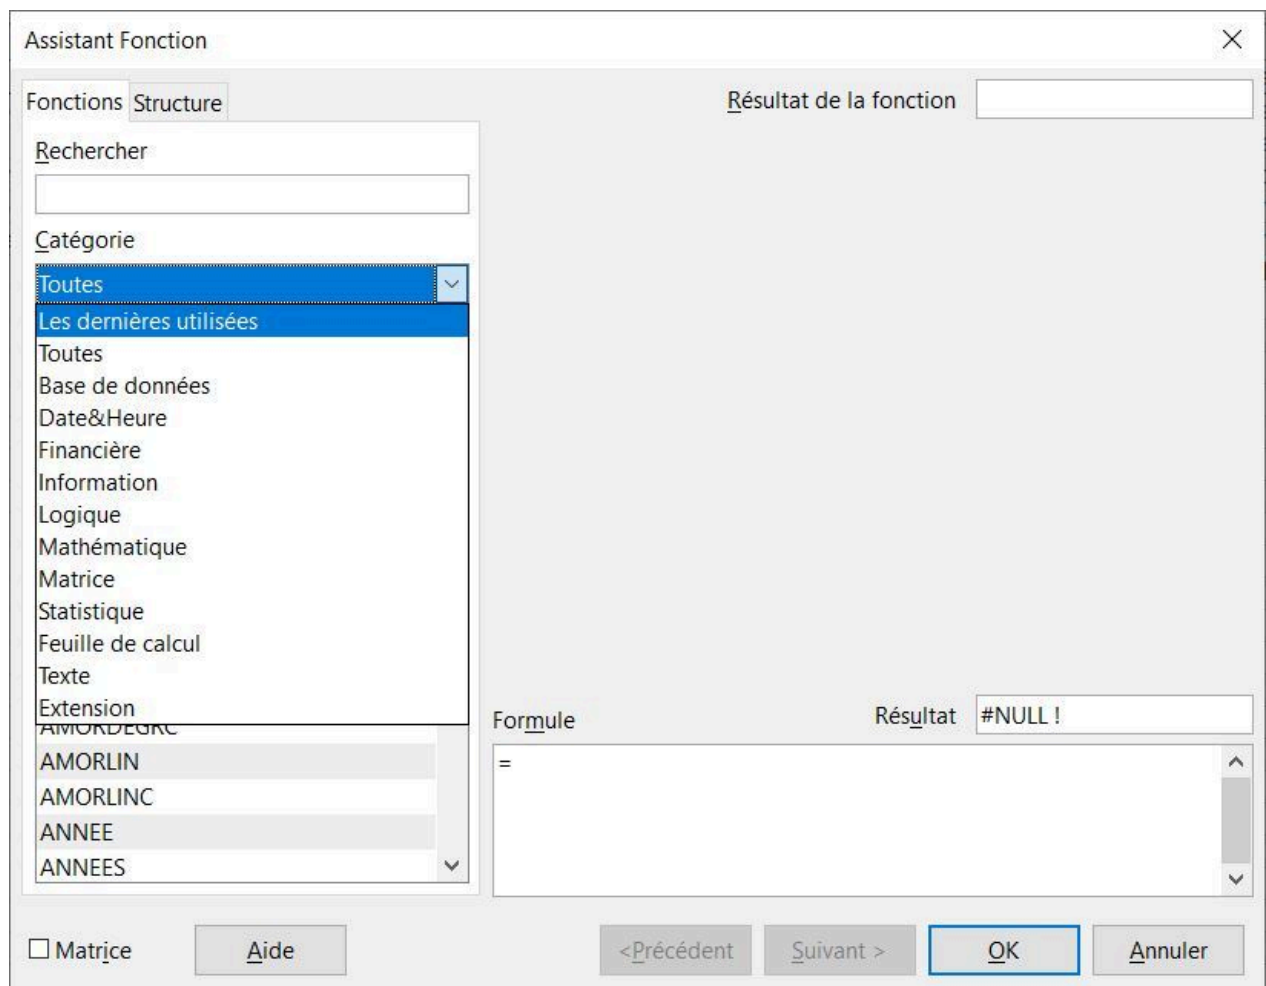 Assistant Fonction
Fonctions Structure
Résultat de la fonction
Rechercher
Catégorie
Toutes
Les dernières utilisées
Toutes
Base de données
Date&Heure
Financière
Information
Logique
Mathématique
Matrice
Statistique
Feuille de calcul
Texte
Extension
AMORDEGRC
AMORLIN
AMORLINC
ANNEE
ANNEES
Formule
Résultat #NULL !
=
Matrice
Aide
<Précédent
Suivant >
OK
Annuler